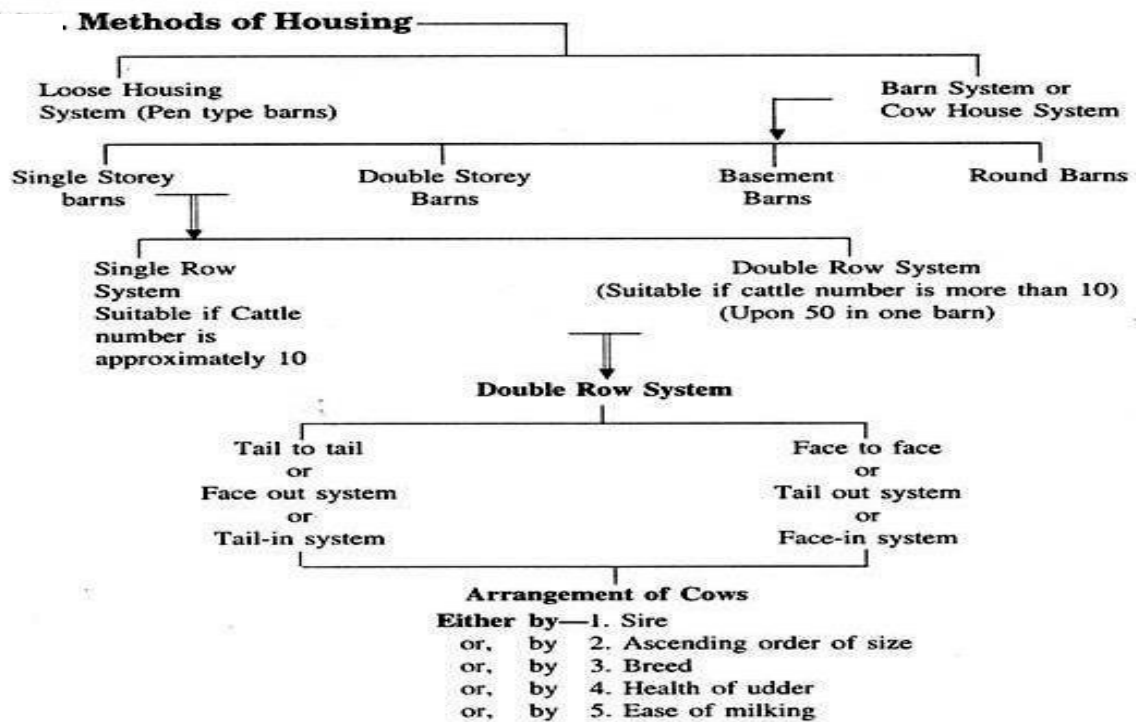 . Methods of Housing
Loose Housing
System (Pen type barns)
Barn System or
Cow House System
Single Storey
barns
Double Storey
Barns
Basement
Barns
Round Barns
Single Row
System
Suitable if Cattle
number is
approximately 10
Double Row System
(Suitable if cattle number is more than 10)
(Upon 50 in one barn)
Double Row System
Tail to tail
or
Face out system
or
Tail-in system
Face to face
or
Tail out system
or
Face-in system
Arrangement of Cows
Either by—1. Sire
or, by 2. Ascending order of size
or, by 3. Breed
or, by 4. Health of udder
or, by 5. Ease of milking